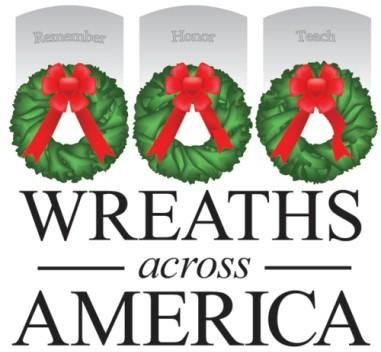 Remember Honor Teach
WREATHS
across
AMERICA